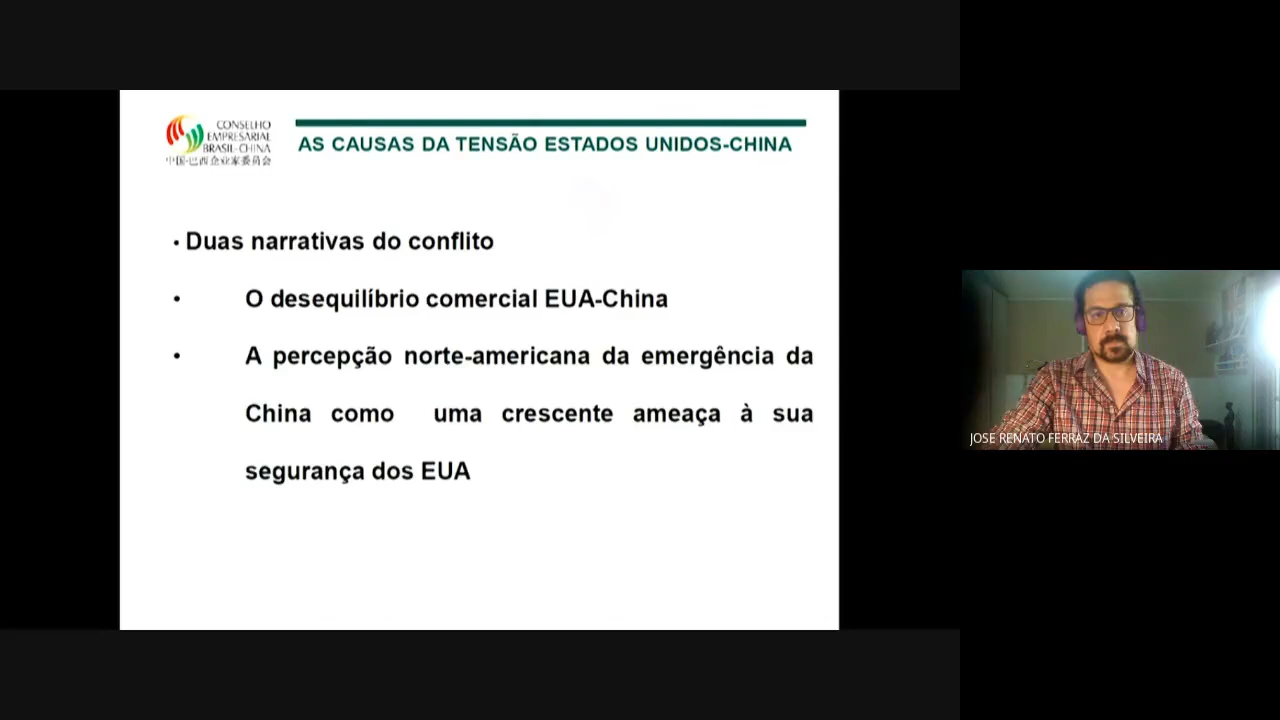 CONSELHO
EMPRESARIAL
BRASIL-CHINA
中国-巴西企业家委员会
AS CAUSAS DA TENSÃO ESTADOS UNIDOS-CHINA
• Duas narrativas do conflito
• O desequilíbrio comercial EUA-China
• A percepção norte-americana da emergência da
China como uma crescente ameaça à sua
segurança dos EUA
JOSE RENATO FERRAZ DA SILVEIRA